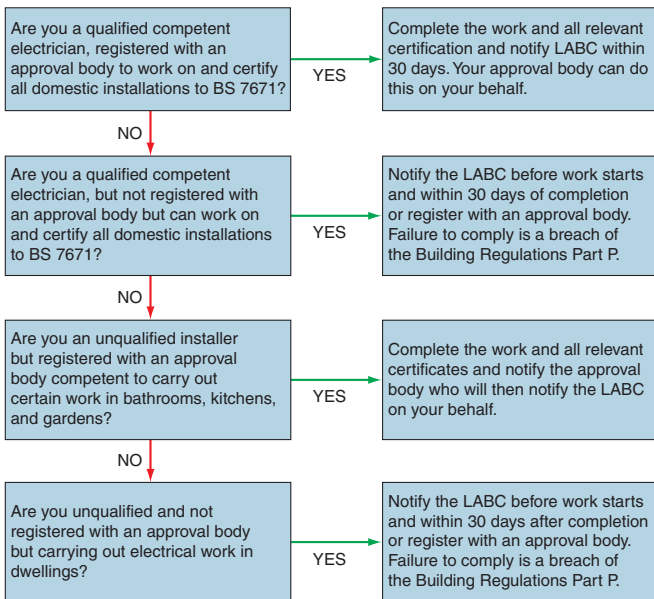 Are you a qualified competent
electrician, registered with an
approval body to work on and certify
all domestic installations to BS 7671?
YES
Complete the work and all relevant
certification and notify LABC within
30 days. Your approval body can do
this on your behalf.
NO
Are you a qualified competent
electrician, but not registered with
an approval body but can work on
and certify all domestic installations
to BS 7671?
YES
Notify the LABC before work starts
and within 30 days of completion
or register with an approval body.
Failure to comply is a breach of
the Building Regulations Part P.
NO
Are you an unqualified installer
but registered with an approval
body competent to carry out
certain work in bathrooms, kitchens,
and gardens?
YES
Complete the work and all relevant
certificates and notify the approval
body who will then notify the LABC
on your behalf.
NO
Are you unqualified and not
registered with an approval body
but carrying out electrical work in
dwellings?
YES
Notify the LABC before work starts
and within 30 days after completion
or register with an approval body.
Failure to comply is a breach of
the Building Regulations Part P.